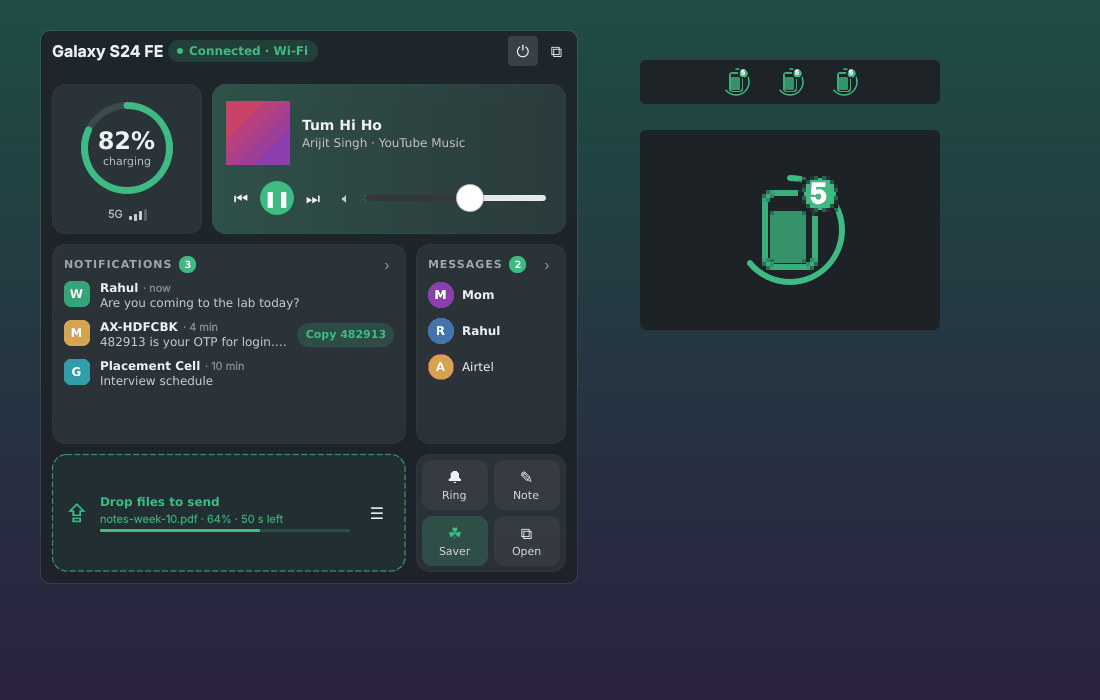 Galaxy S24 FE
Connected · Wi-Fi
82%
charging
5G
Tum Hi Ho
Arijit Singh · YouTube Music
NOTIFICATIONS 3
W
Rahul · now
Are you coming to the lab today?
M
AX-HDFCBK · 4 min
482913 is your OTP for login....
Copy 482913
G
Placement Cell · 10 min
Interview schedule
MESSAGES 2
M Mom
R Rahul
A Airtel
Drop files to send
notes-week-10.pdf · 64% · 50 s left
Ring
Note
Saver
Open
5
5
5
5